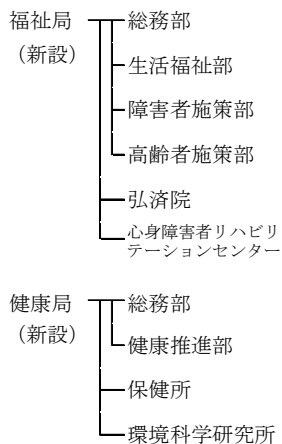 福祉局
総務部
（新設）
生活福祉部
障害者施策部
高齢者施策部
弘済院
心身障害者リハビリ
テーションセンター
健康局
総務部
（新設）
健康推進部
保健所
環境科学研究所